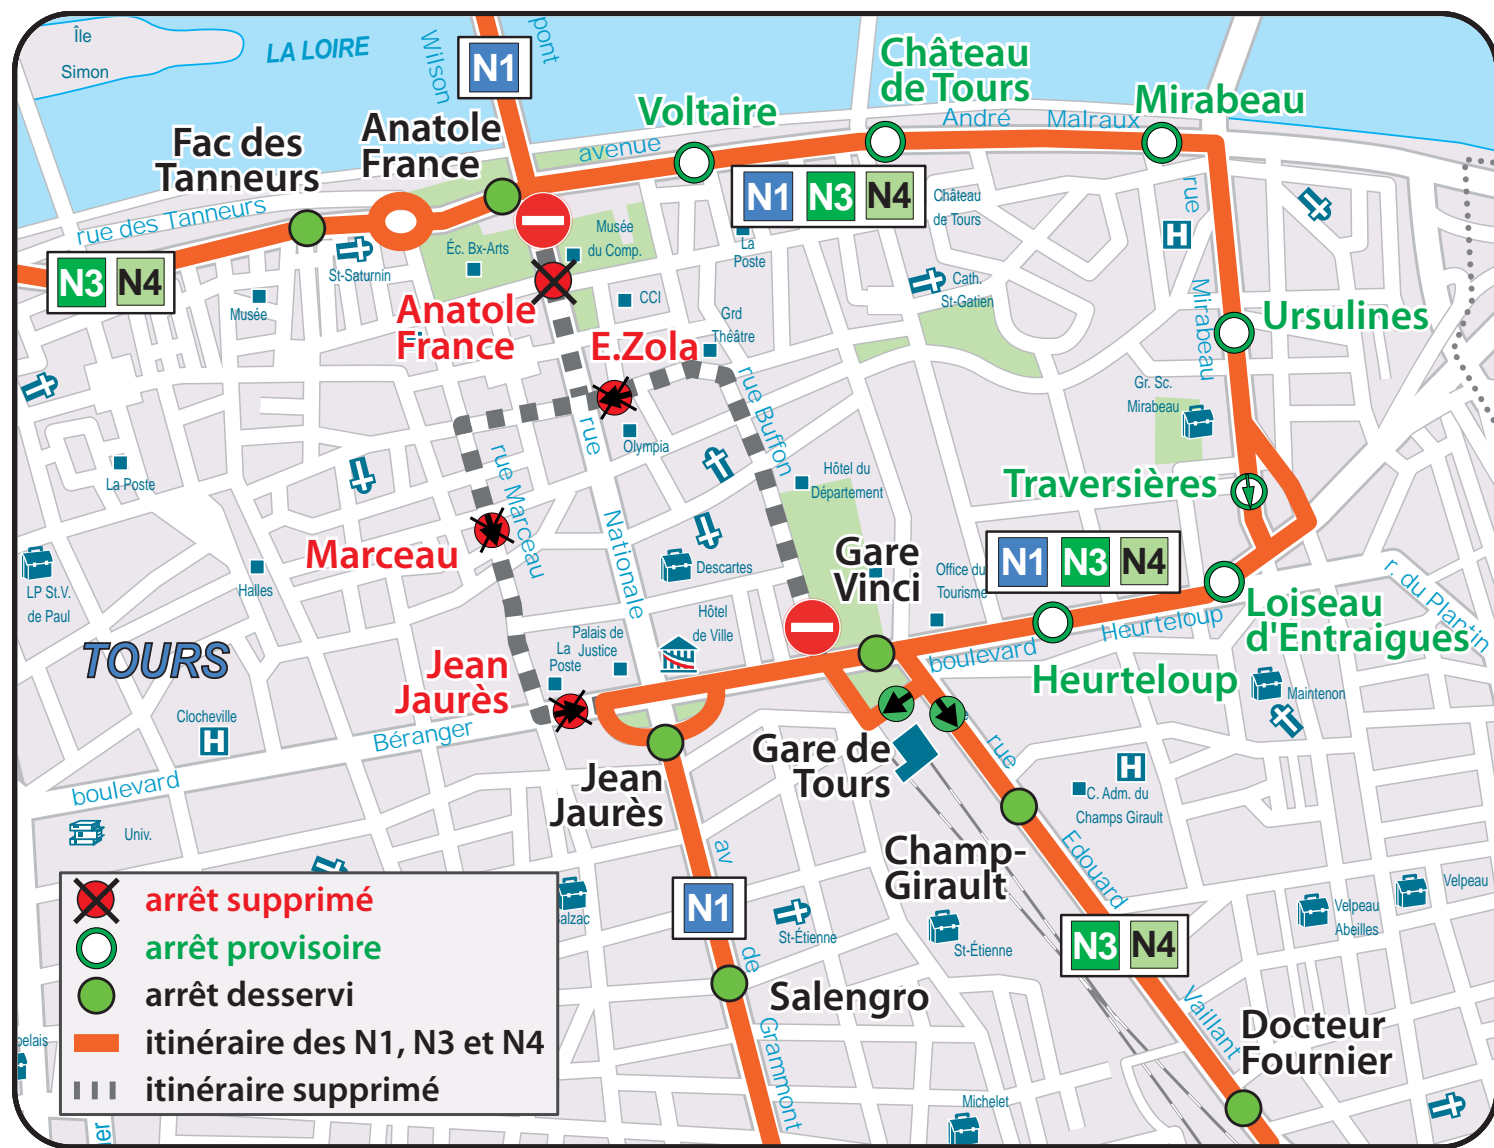 Île
Simon
LA LOIRE
Wilson
pont
N1
Château
de Tours
Voltaire
Mirabeau
André Malraux
avenue
Anatole
France
Fac des
Tanneurs
rue des Tanneurs
N3 N4
N1 N3 N4
Château
de Tours
La
Poste
Musée
du Comp.
Éc. Bx-Arts
St-Saturnin
Musée
CCI
Anatole
France
E.Zola
Grd
Théâtre
Cath.
St-Gatien
rue
Mirabeau
Ursulines
Gr. Sc.
Mirabeau
rue Buffon
rue
Nationale
Olympia
rue Marceau
La Poste
Hôtel du
Département
Traversières
Marceau
Descartes
Gare
Vinci
Office du
Tourisme
N1 N3 N4
r. du Plantin
LP St.V.
de Paul
Halles
Hôtel
de Ville
Palais de
Justice
La
Poste
Loiseau
d'Entraigues
boulevard Heurteloup
Heurteloup
Maintenon
TOURS
Jean
Jaurès
Clocheville
Béranger
boulevard
Univ.
Jean
Jaurès
Gare de
Tours
rue
Edouard
Vaillant
C. Adm. du
Champs Girault
Champ-
Girault
av
de
Grammont
N1
St-Étienne
St-Étienne
N3 N4
Velpeau
Velpeau
Abeilles
Salengro
Docteur
Fournier
Michelet
arrêt supprimé
arrêt provisoire
arrêt desservi
itinéraire des N1, N3 et N4
itinéraire supprimé